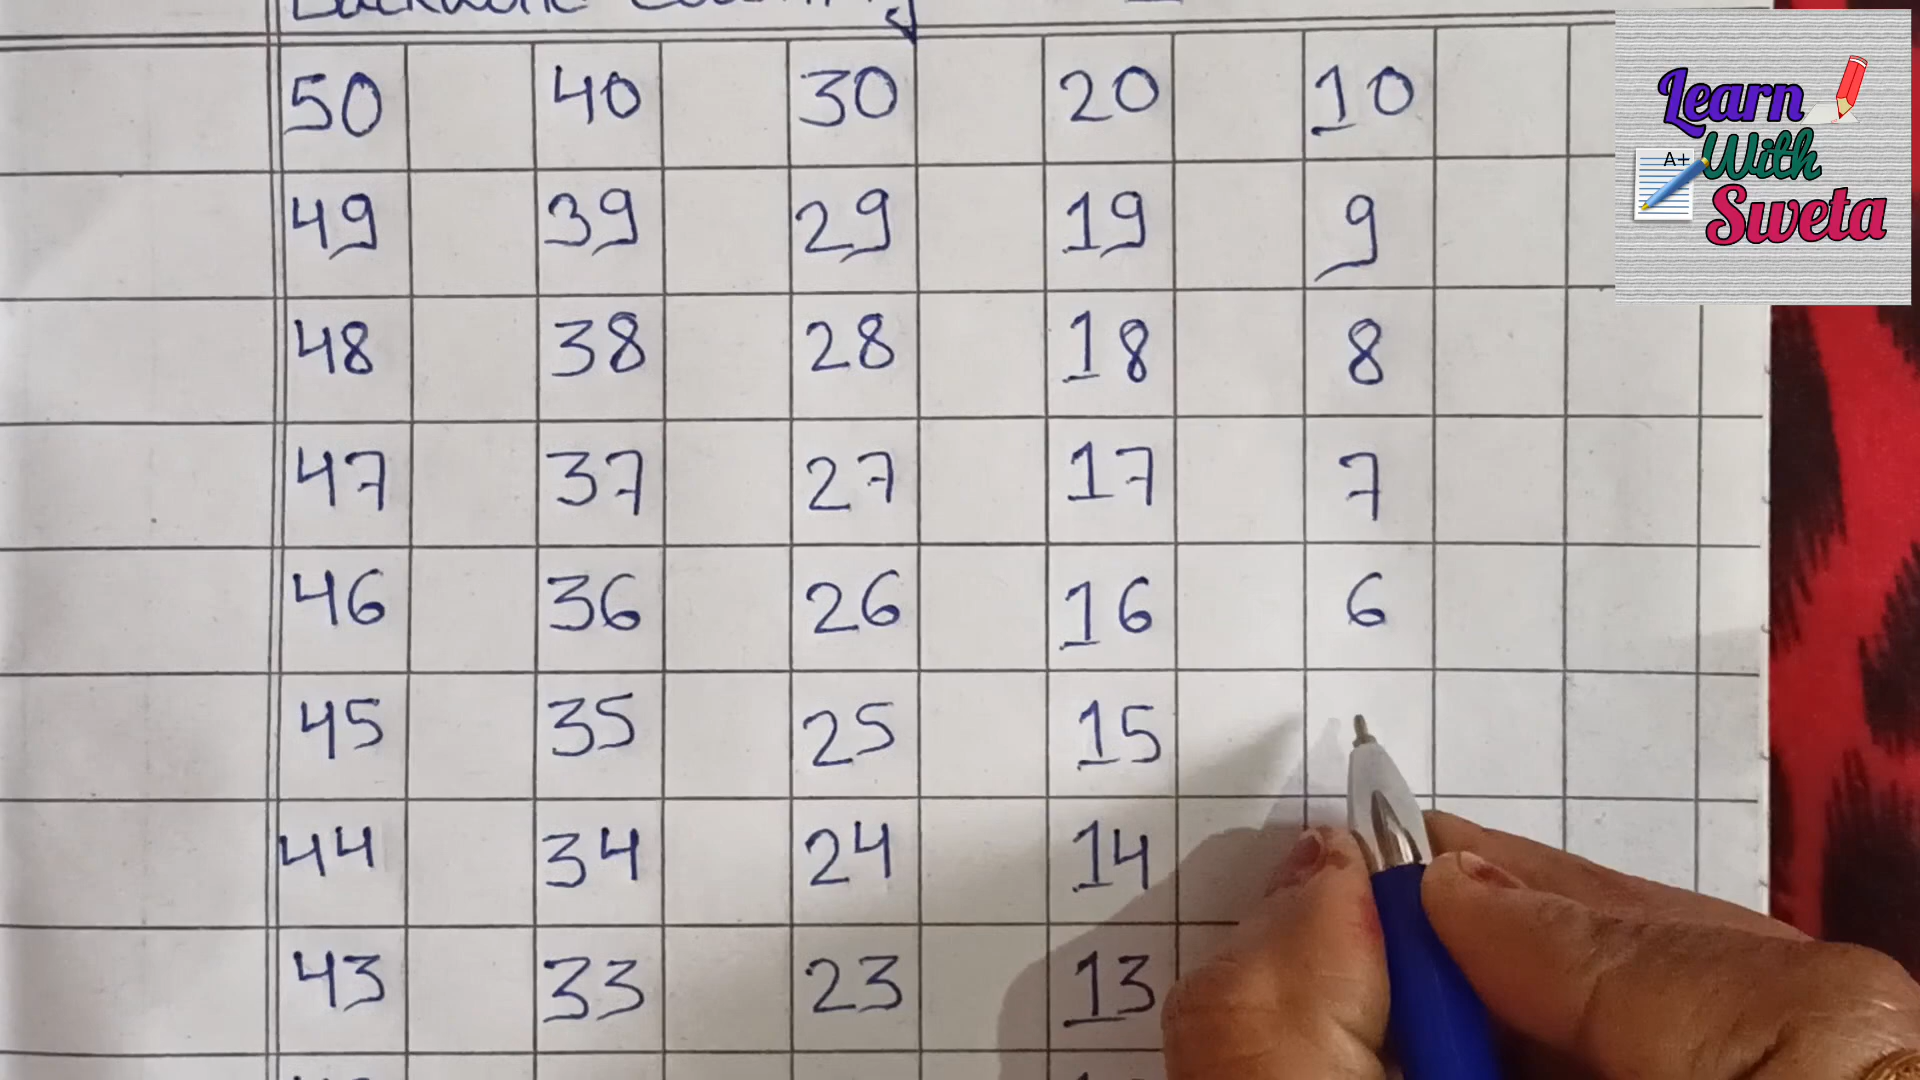 50 40 30 20 10
49 39 29 19 9
48 38 28 18 8
47 37 27 17 7
46 36 26 16 6
45 35 25 15
44 34 24 14
43 33 23 13
Learn
A+ With
Sweta